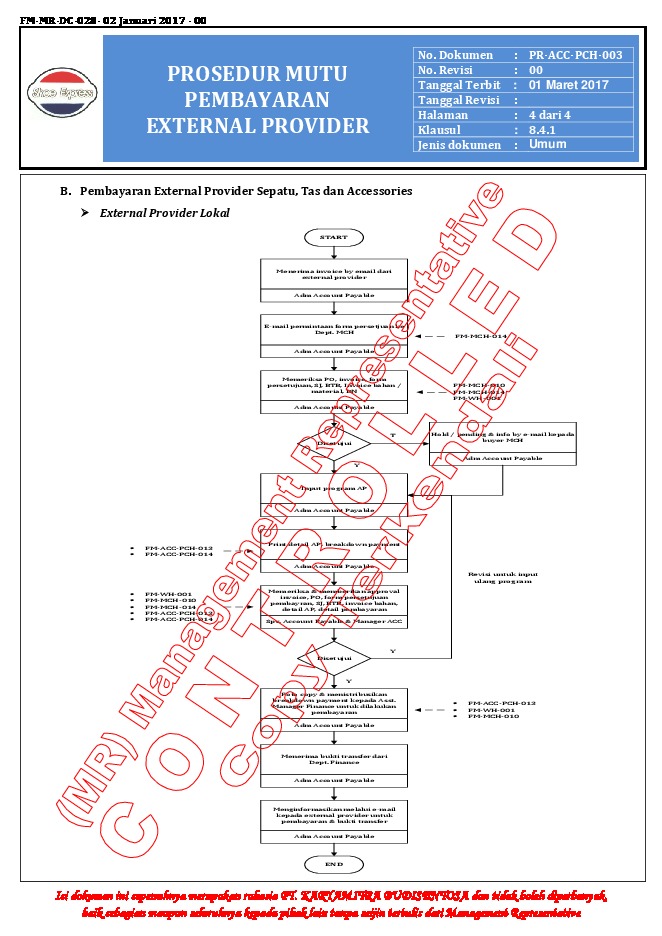 FM-MR-DC-028- 02 Januari 2017 - 00
Shoo Express
PROSEDUR MUTU
PEMBAYARAN
EXTERNAL PROVIDER
No. Dokumen : PR-ACC-PCH-003
No. Revisi : 00
Tanggal Terbit : 01 Maret 2017
Tanggal Revisi :
Halaman : 4 dari 4
Klausul : 8.4.1
Jenis dokumen : Umum
B. Pembayaran External Provider Sepatu, Tas dan Accessories
➢ External Provider Lokal
START
Menerima invoice by email dari
external provider
Adm Account Payable
E-mail permintaan form persetjuan ke
Dept. MCH
Adm Account Payable
FM-MCH-014
Memeriksa PO, invoice, form
persetujuan, SJ, BTB, Invoice bahan /
material, DN
Adm Account Payable
FM-MCH-010
FM-MCH-014
FM-WH-001
Disetujui
T
Y
Hold / pending & info by e-mail kepada
buyer MCH
Adm Account Payable
Input program AP
Adm Account Payable
Print detail AP, breakdown payment
Adm Account Payable
• FM-ACC-PCH-012
• FM-ACC-PCH-014
Revisi untuk input
ulang program
Memeriksa & memberikan approval
invoice, PO, form persetujuan
pembayran, SJ, BTB, invoice bahan,
detail AP, detail pembayaran
Spv. Account Payable & Manager ACC
• FM-WH-001
• FM-MCH-010
• FM-MCH-014
• FM-ACC-PCH-012
• FM-ACC-PCH-014
Disetujui
Y
Y
Foto copy & menistribusikan
breakdown payment kepada Asst.
Manager Finance untuk dilakukan
pembayaran
Adm Account Payable
• FM-ACC-PCH-012
• FM-WH-001
• FM-MCH-010
Menerima bukti transfer dari
Dept. Finance
Adm Account Payable
Menginformasikan melalui e-mail
kepada external provider untuk
pembayaran & bukti transfer
Adm Account Payable
END
(MR) Management Representative
CONTROLLED
Copy Terkendali
Isi dokumen ini sepenuhnya merupakan rahasia PT. KARYAMITRA BUDISENTOSA dan tidak boleh diperbanyak,
baik sebagian maupun seluruhnya kepada pihak lain tanpa seijin tertulis dari Management Representative